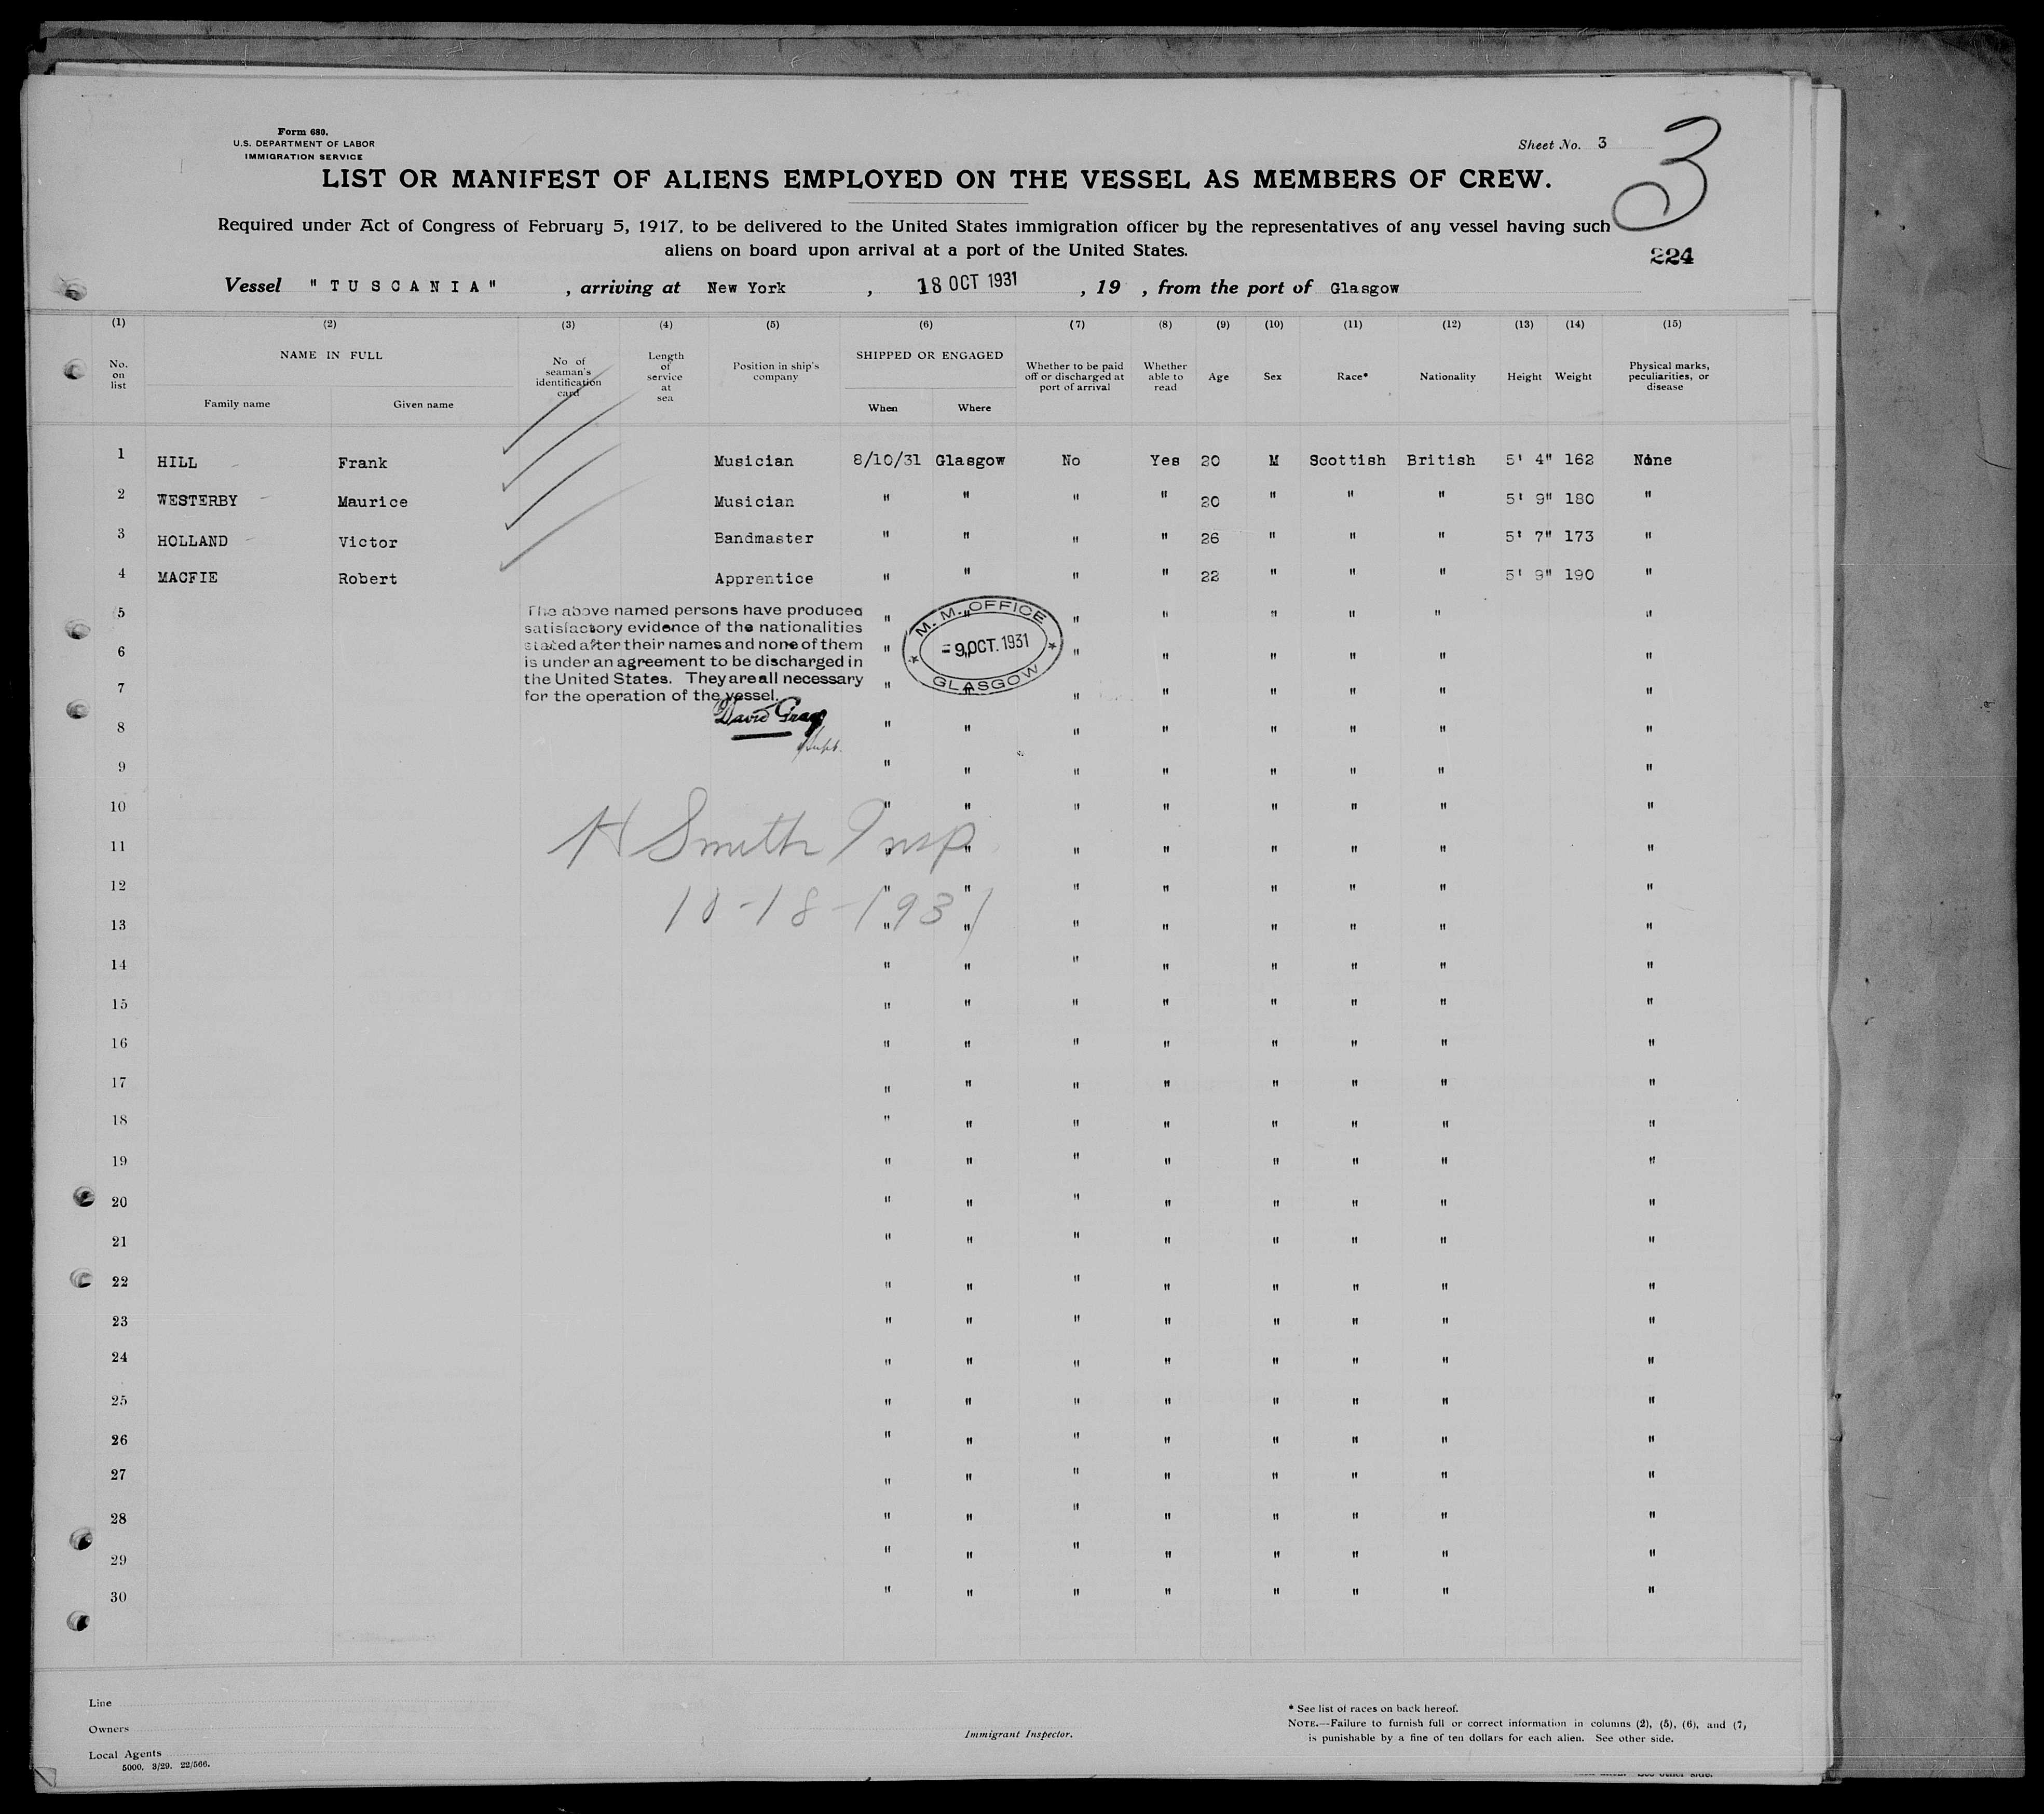 Form 680.
U.S. DEPARTMENT OF LABOR
IMMIGRATION SERVICE
Sheet No. 3
3
LIST OR MANIFEST OF ALIENS EMPLOYED ON THE VESSEL AS MEMBERS OF CREW.
Required under Act of Congress of February 5, 1917, to be delivered to the United States immigration officer by the representatives of any vessel having such
aliens on board upon arrival at a port of the United States.
224
Vessel "TUSCANIA" , arriving at New York , 18 OCT 1931 , 19 , from the port of Glasgow
(1) (2) (3) (4) (5) (6) (7) (8) (9) (10) (11) (12) (13) (14) (15)
No. on list NAME IN FULL Family name Given name No. of seaman's identification card Length of service at sea Position in ship's company SHIPPED OR ENGAGED When Where Whether to be paid off or discharged at port of arrival Whether able to read Age Sex Race* Nationality Height Weight Physical marks, peculiarities, or disease
1 HILL Frank Musician 8/10/31 Glasgow No Yes 20 M Scottish British 5' 4" 162 None
2 WESTERBY Maurice Musician " " " " 20 " " " 5' 9" 180 "
3 HOLLAND Victor Bandmaster " " " " 26 " " " 5' 7" 173 "
4 MACFIE Robert Apprentice " " " " 22 " " " 5' 9" 190 "
The above named persons have produced
satisfactory evidence of the nationalities
stated after their names and none of them
is under an agreement to be discharged in
the United States. They are all necessary
for the operation of the vessel.
David Gray
Supt.
M. M. OFFICE
9 OCT. 1931
GLASGOW
5 " " " " " " " "
6 " " " " " " " "
7 " " " " " " " "
8 " " " " " " " "
9 " " " " " " " "
10 " " " " " " " "
H Smith Insp
11 " " " " " " " "
12 " " " " " " " "
10-18-1931
13 " " " " " " " "
14 " " " " " " " "
15 " " " " " " " "
16 " " " " " " " "
17 " " " " " " " "
18 " " " " " " " "
19 " " " " " " " "
20 " " " " " " " "
21 " " " " " " " "
22 " " " " " " " "
23 " " " " " " " "
24 " " " " " " " "
25 " " " " " " " "
26 " " " " " " " "
27 " " " " " " " "
28 " " " " " " " "
29 " " " " " " " "
30 " " " " " " " "
Line
Owners
Local Agents
5000. 3/29. 22/566.
Immigrant Inspector.
* See list of races on back hereof.
NOTE.—Failure to furnish full or correct information in columns (2), (5), (6), and (7,
is punishable by a fine of ten dollars for each alien. See other side.
See other side.